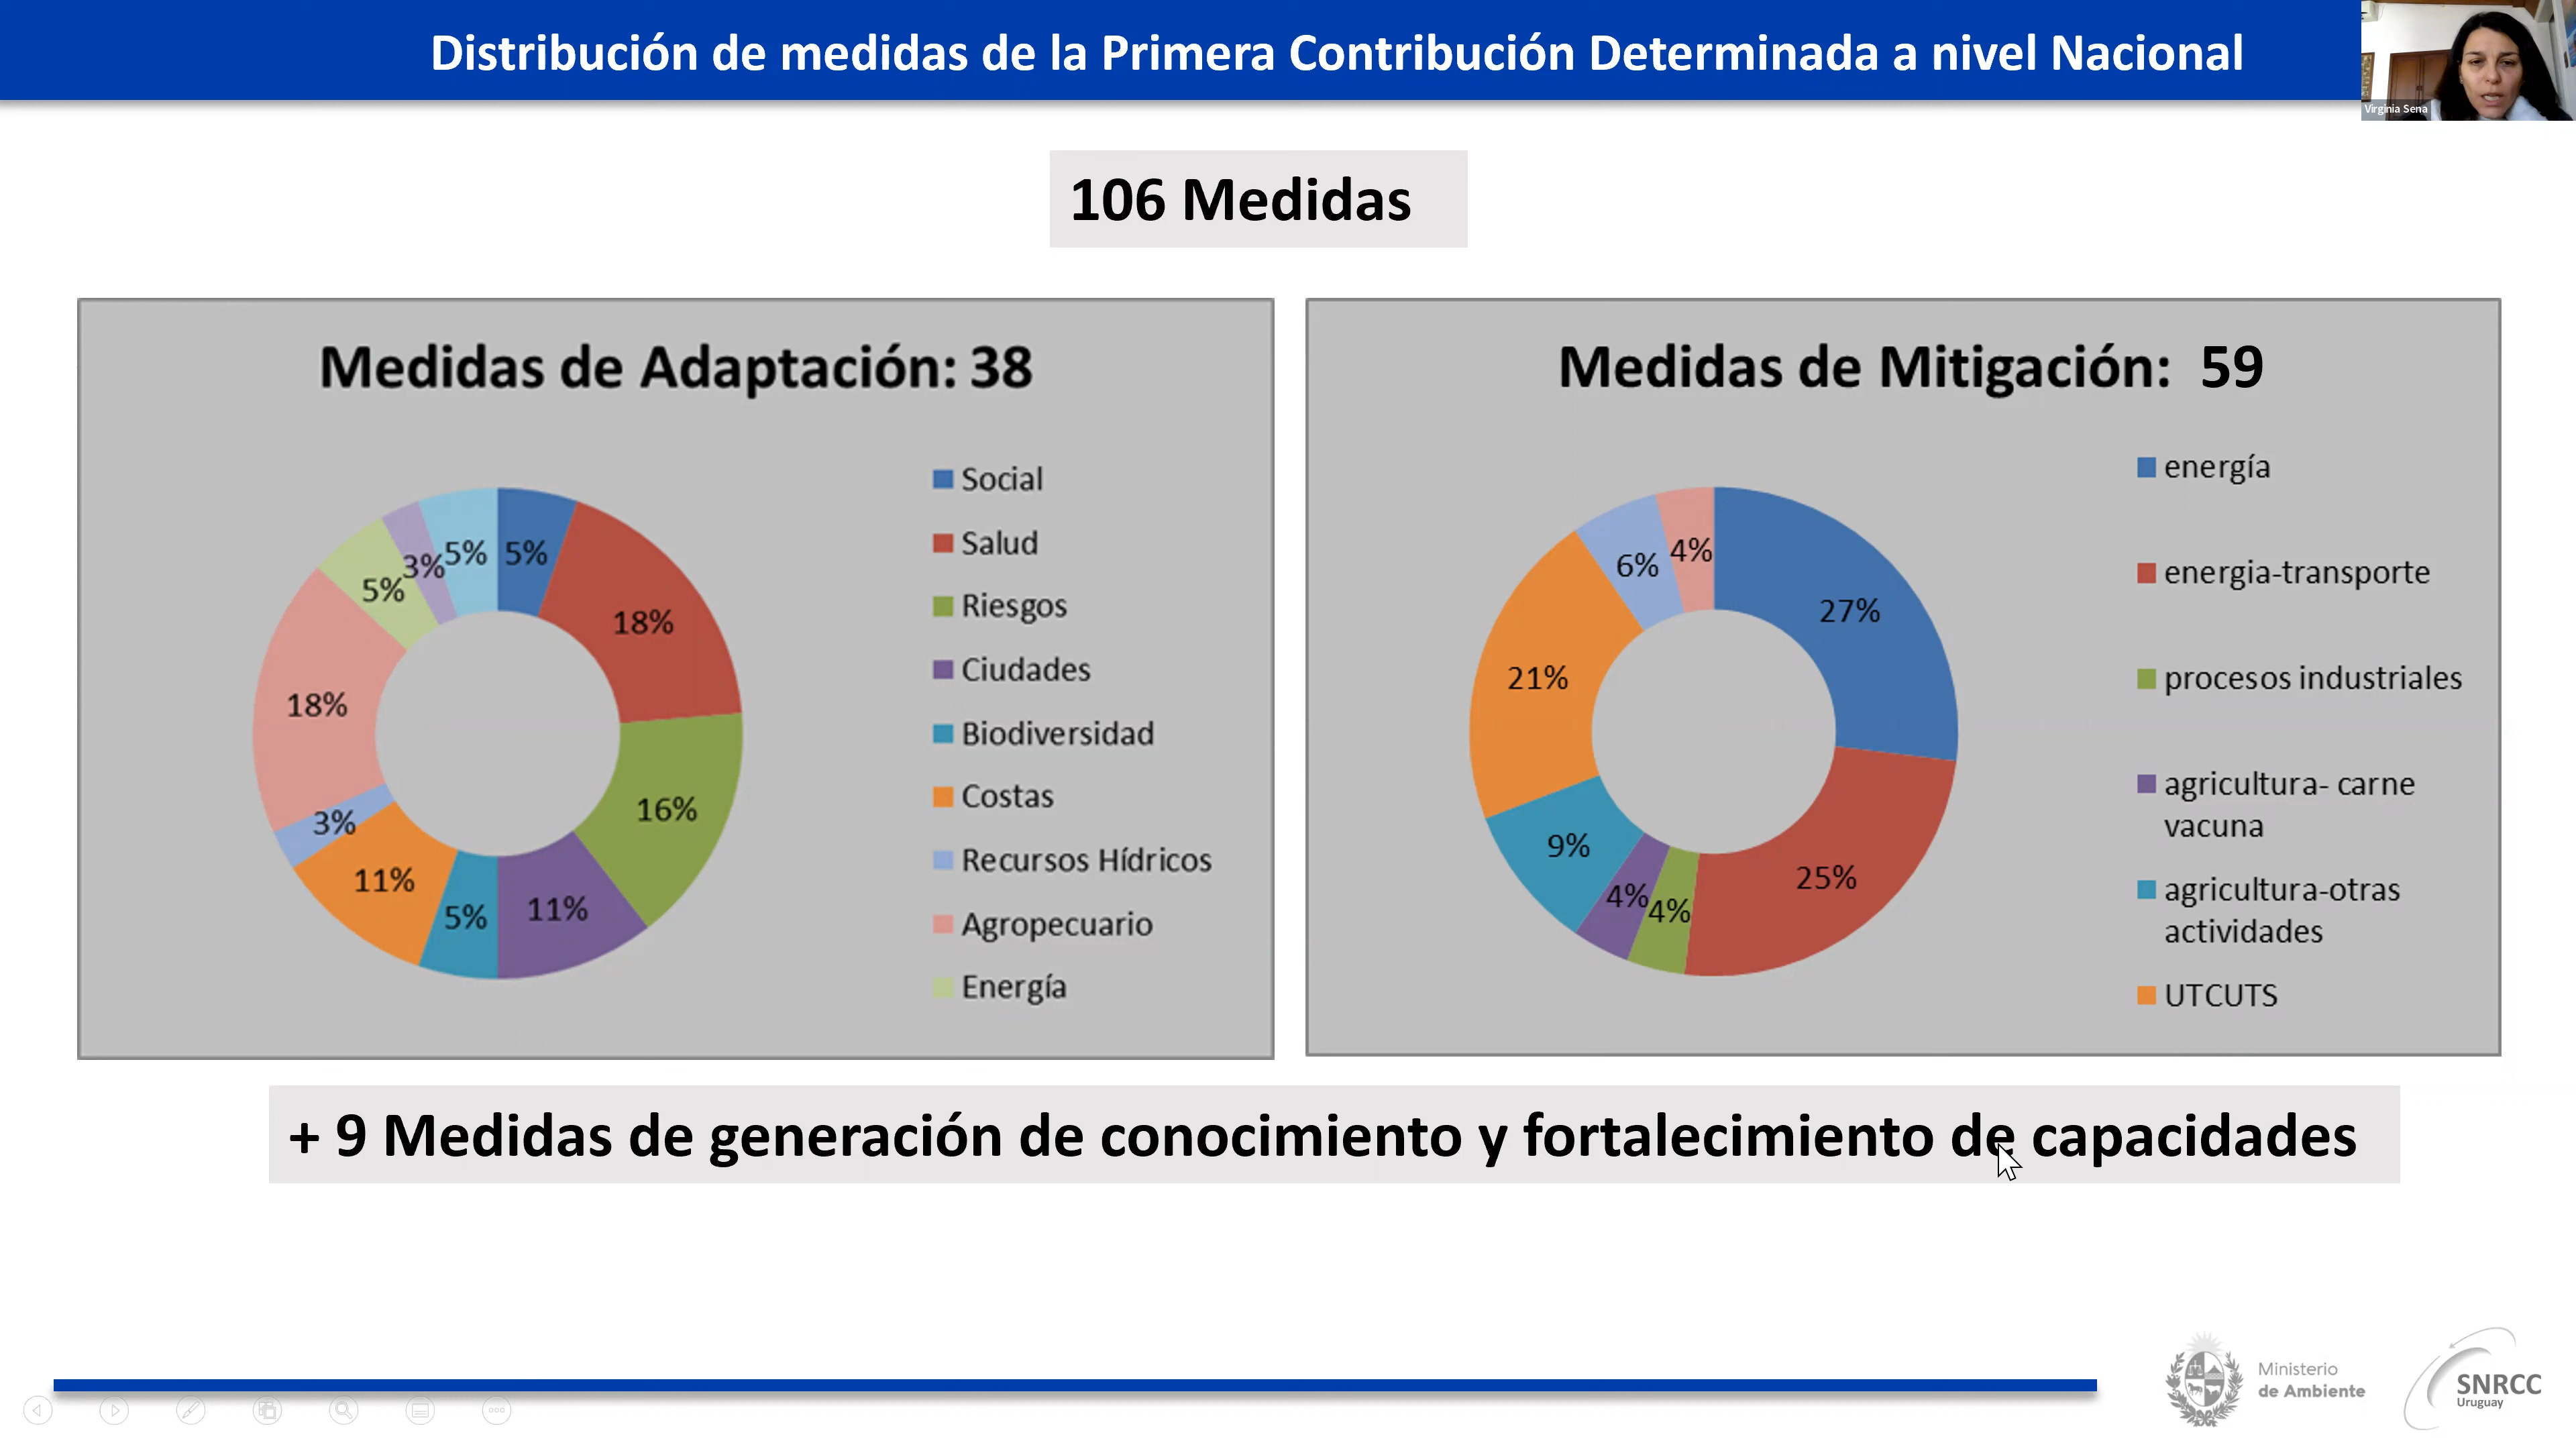 Distribución de medidas de la Primera Contribución Determinada a nivel Nacional
Virginia Sena
106 Medidas
Medidas de Adaptación: 38
5%
18%
16%
11%
5%
11%
3%
18%
5%
3%
5%
Social
Salud
Riesgos
Ciudades
Biodiversidad
Costas
Recursos Hídricos
Agropecuario
Energía
Medidas de Mitigación: 59
27%
25%
4%
4%
9%
21%
6%
4%
energía
energia-transporte
procesos industriales
agricultura- carne
vacuna
agricultura-otras
actividades
UTCUTS
+ 9 Medidas de generación de conocimiento y fortalecimiento de capacidades
Ministerio
de Ambiente
SNRCC
Uruguay